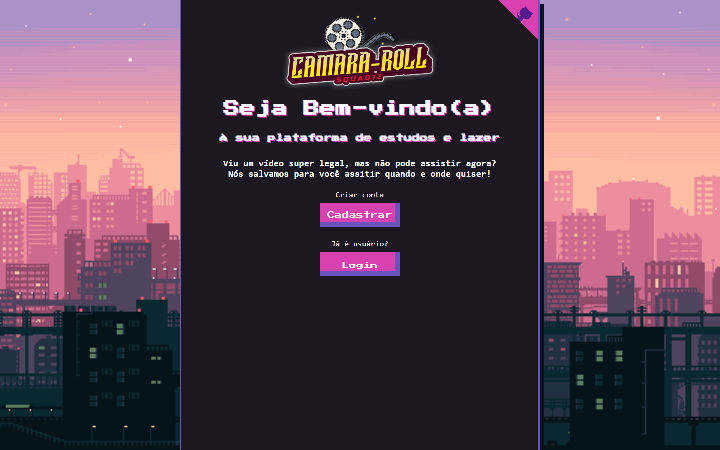 CAMARA-ROLL
SQUAD12
Seja Bem-vindo(a)
A sua plataforma de estudos e lazer
Viu um vídeo super legal, mas não pode assistir agora?
Nós salvamos para você assitir quando e onde quiser!
Criar conta
Cadastrar
Já é usuário?
Login